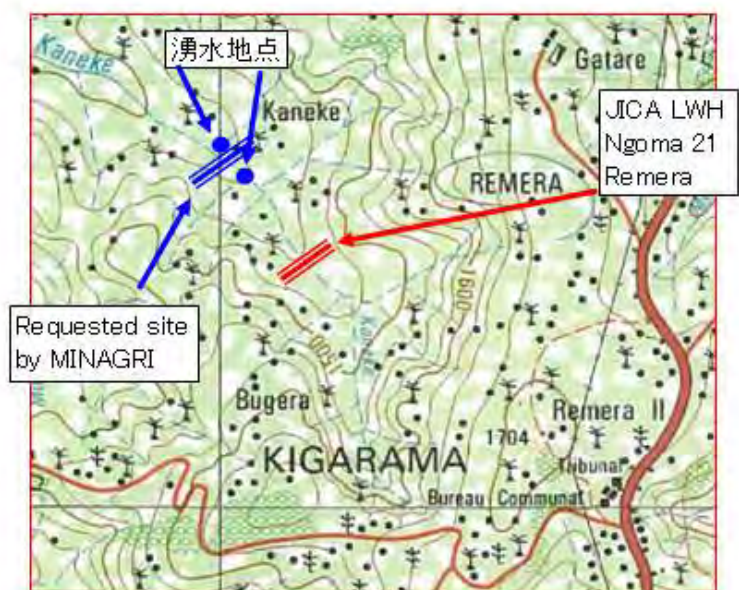 Kaneke
湧水地点
Gatare
Kaneke
JICA LWH
Ngoma 21
Remera
REMERA
1600
Requested site
by MINAGRI
1500
Bugera
Remera II
1704
KIGARAMA
Tribunal
Bureau Communal